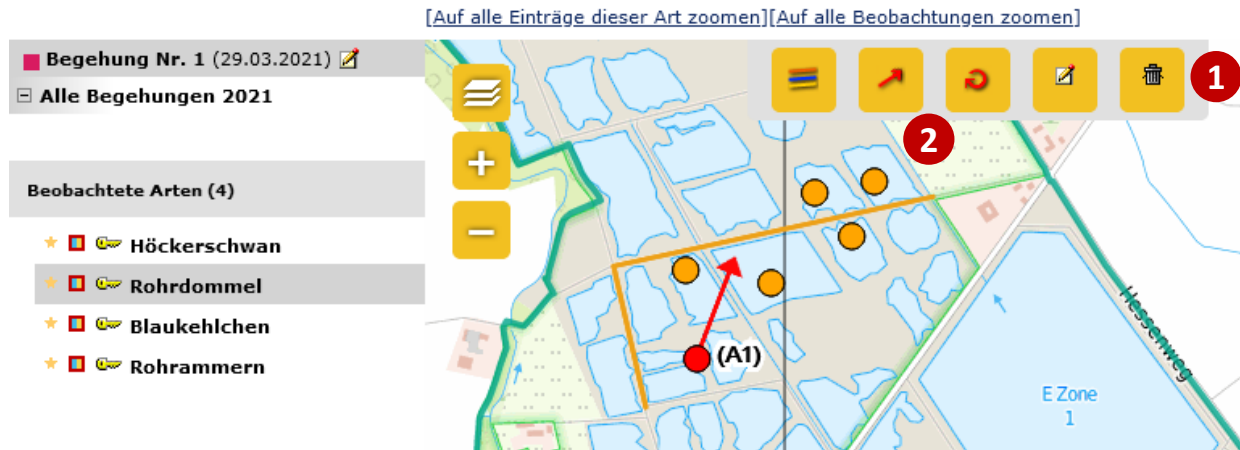 [Auf alle Einträge dieser Art zoomen][Auf alle Beobachtungen zoomen]
Begehung Nr. 1 (29.03.2021)
Alle Begehungen 2021
1
2
Beobachtete Arten (4)
Höckerschwan
Rohrdommel
Blaukehlchen
Rohrammern
(A1)
Hessenweg
E Zone
1